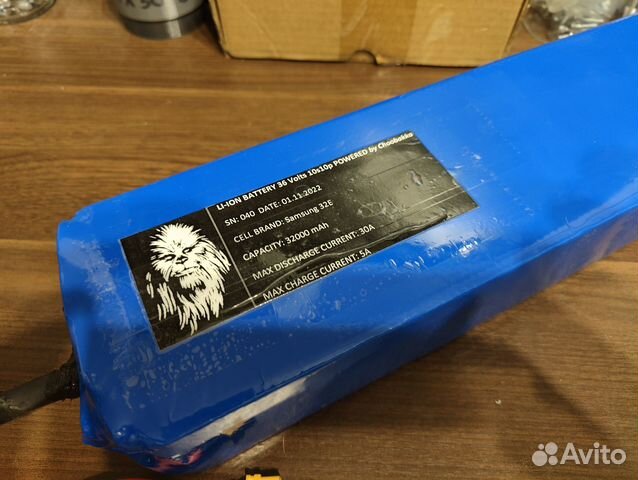 LI-ION BATTERY 36 Volts 10s10p POWERED by Choobakka
SN: 040 DATE: 01.11.2022
CELL BRAND: Samsung 32E
CAPACITY: 32000 mAh
MAX DISCHARGE CURRENT: 30A
MAX CHARGE CURRENT: 5A
Avito